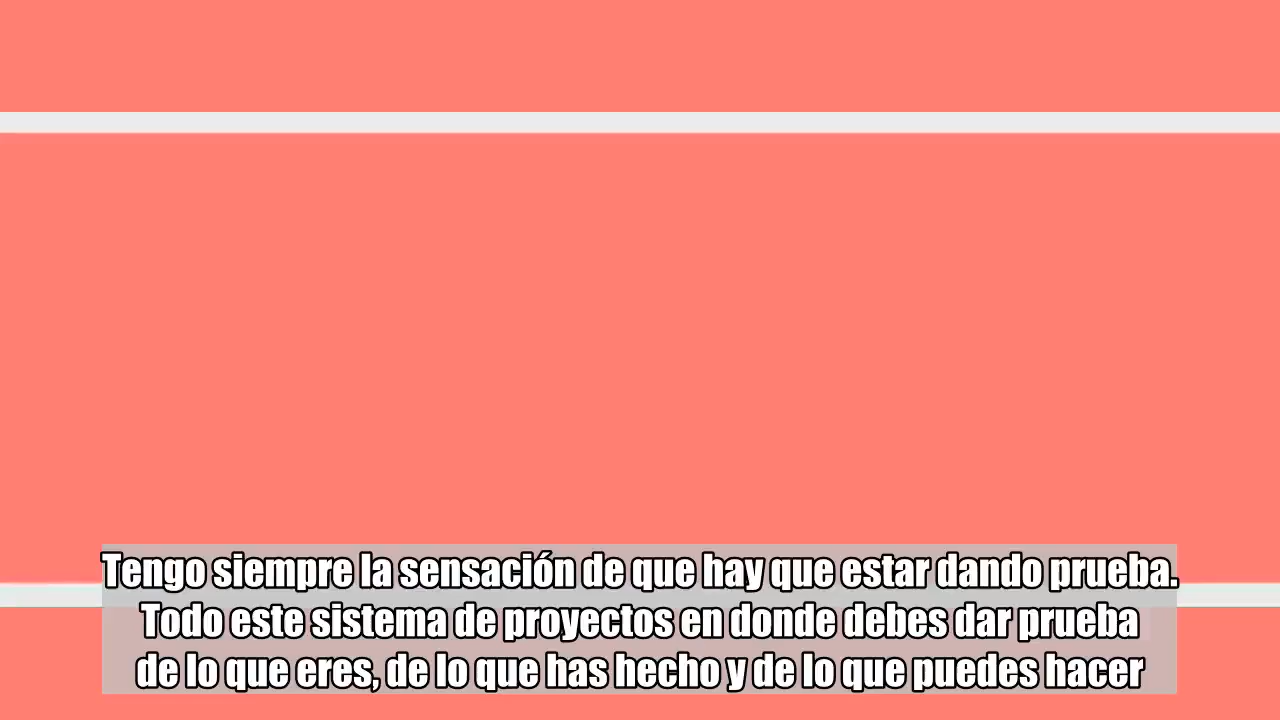 Tengo siempre la sensación de que hay que estar dando prueba.
Todo este sistema de proyectos en donde debes dar prueba
de lo que eres, de lo que has hecho y de lo que puedes hacer